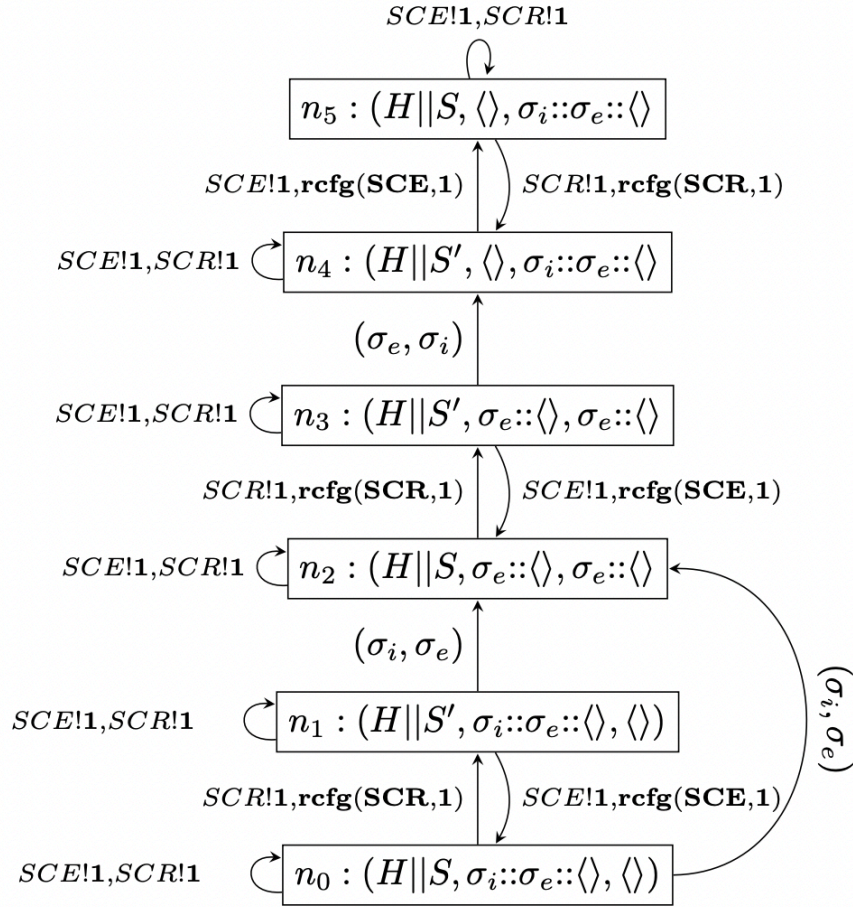 SCE!1,SCR!1
n₅ : (H||S, ⟨⟩, σᵢ::σₑ::⟨⟩
SCE!1,rcfg(SCE,1) SCR!1,rcfg(SCR,1)
SCE!1,SCR!1 n₄ : (H||S′, ⟨⟩, σᵢ::σₑ::⟨⟩
(σₑ, σᵢ)
SCE!1,SCR!1 n₃ : (H||S′, σₑ::⟨⟩, σₑ::⟨⟩
SCR!1,rcfg(SCR,1) SCE!1,rcfg(SCE,1)
SCE!1,SCR!1 n₂ : (H||S, σₑ::⟨⟩, σₑ::⟨⟩
(σᵢ, σₑ)
(σᵢ, σₑ)
SCE!1,SCR!1 n₁ : (H||S′, σᵢ::σₑ::⟨⟩, ⟨⟩)
SCR!1,rcfg(SCR,1) SCE!1,rcfg(SCE,1)
SCE!1,SCR!1 n₀ : (H||S, σᵢ::σₑ::⟨⟩, ⟨⟩)